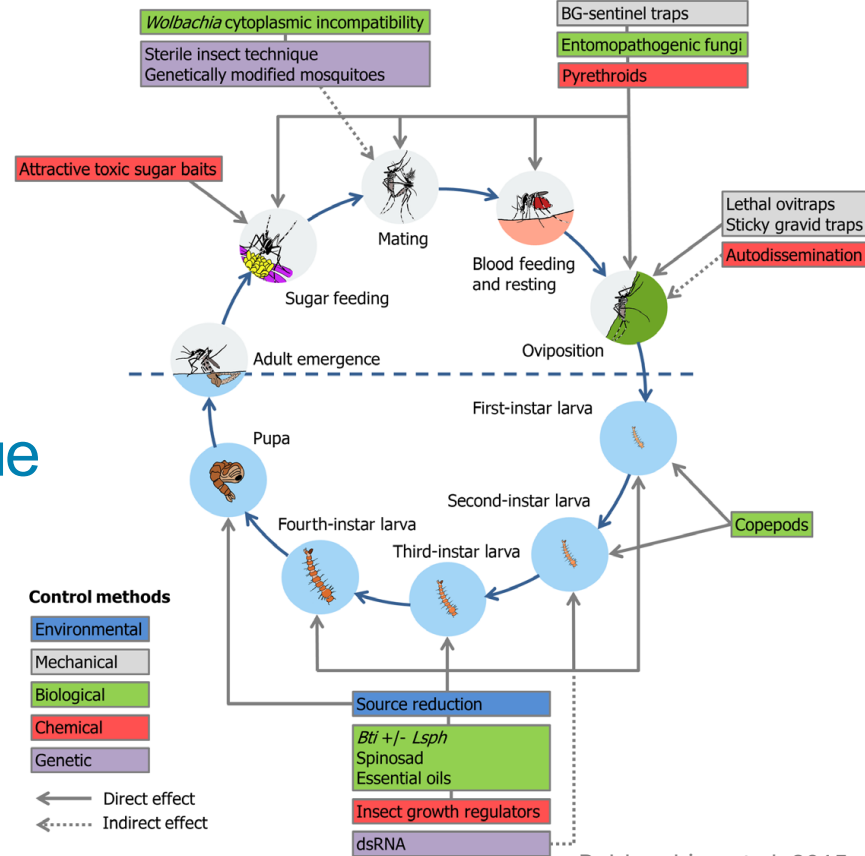 Wolbachia cytoplasmic incompatibility
Sterile insect technique
Genetically modified mosquitoes
BG-sentinel traps
Entomopathogenic fungi
Pyrethroids
Attractive toxic sugar baits
Mating
Lethal ovitraps
Sticky gravid traps
Autodissemination
Blood feeding
and resting
Sugar feeding
Oviposition
Adult emergence
First-instar larva
Pupa
Second-instar larva
Fourth-instar larva
Third-instar larva
Copepods
Control methods
Environmental
Mechanical
Biological
Chemical
Genetic
Direct effect
Indirect effect
Source reduction
Bti +/- Lsph
Spinosad
Essential oils
Insect growth regulators
dsRNA